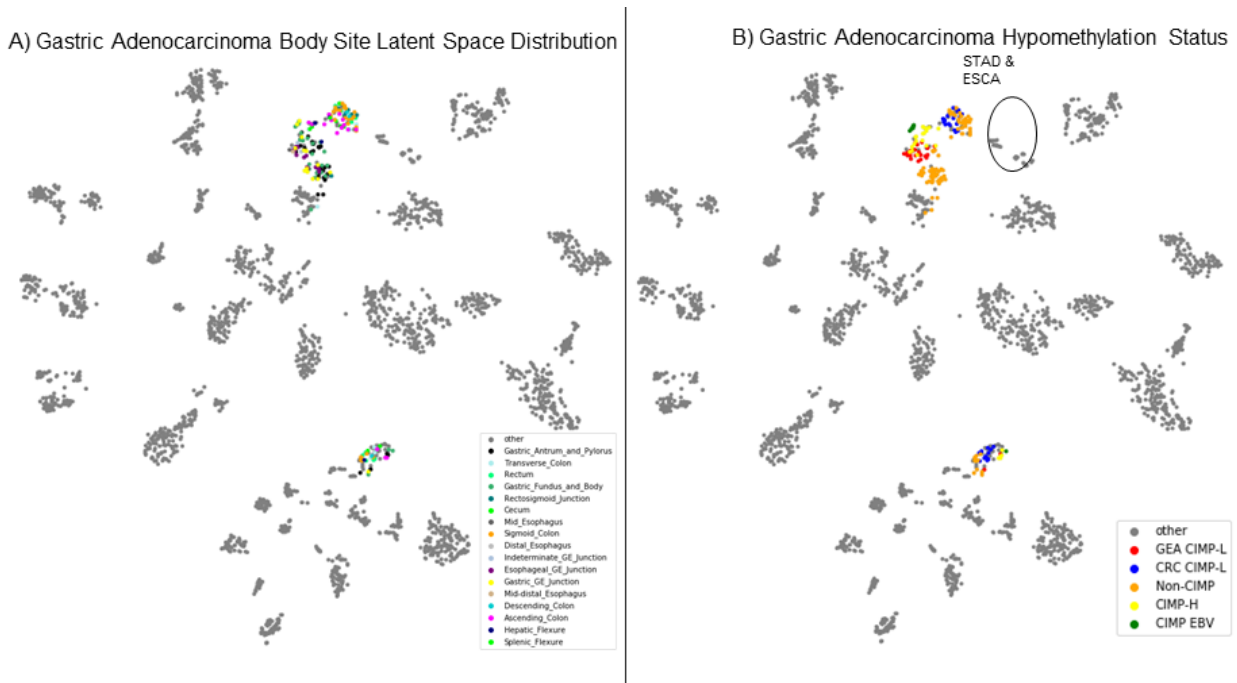 A) Gastric Adenocarcinoma Body Site Latent Space Distribution
other
Gastric_Antrum_and_Pylorus
Transverse_Colon
Rectum
Gastric_Fundus_and_Body
Rectosigmoid_Junction
Cecum
Mid_Esophagus
Sigmoid_Colon
Distal_Esophagus
Indeterminate_GE_Junction
Esophageal_GE_Junction
Gastric_GE_Junction
Mid-distal_Esophagus
Descending_Colon
Ascending_Colon
Hepatic_Flexure
Splenic_Flexure
B) Gastric Adenocarcinoma Hypomethylation Status
STAD &
ESCA
other
GEA CIMP-L
CRC CIMP-L
Non-CIMP
CIMP-H
CIMP EBV